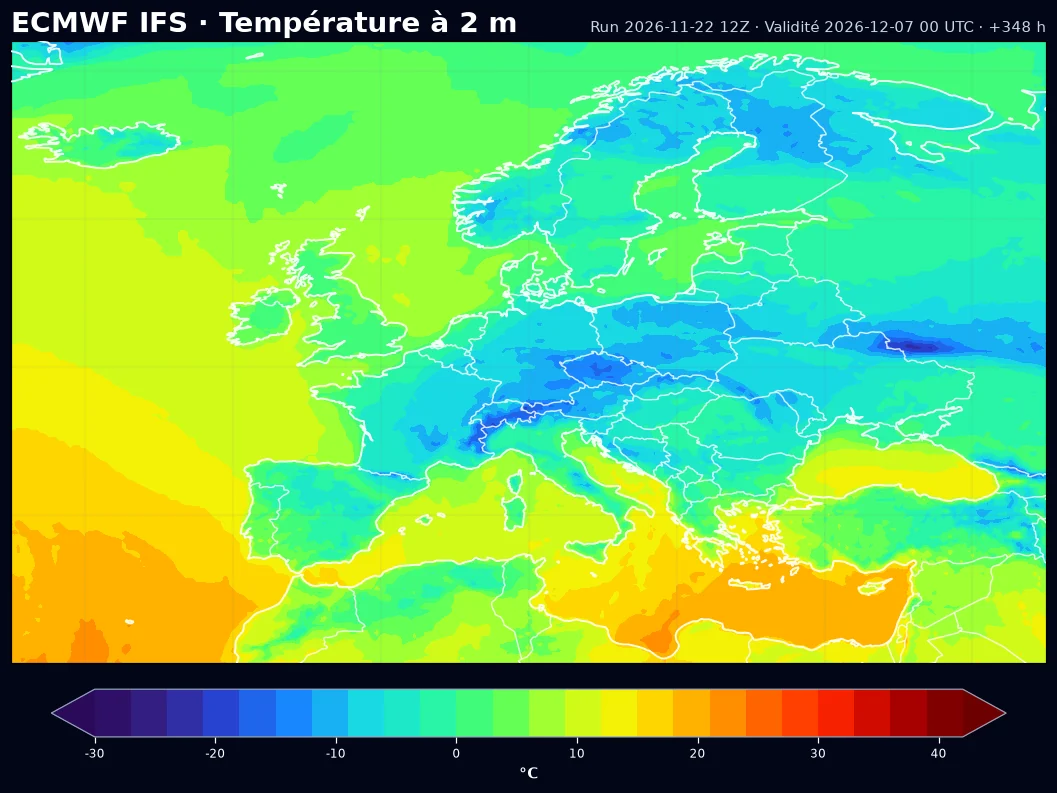 ECMWF IFS · Température à 2 m
Run 2026-11-22 12Z · Validité 2026-12-07 00 UTC · +348 h
-30 -20 -10 0 10 20 30 40
°C